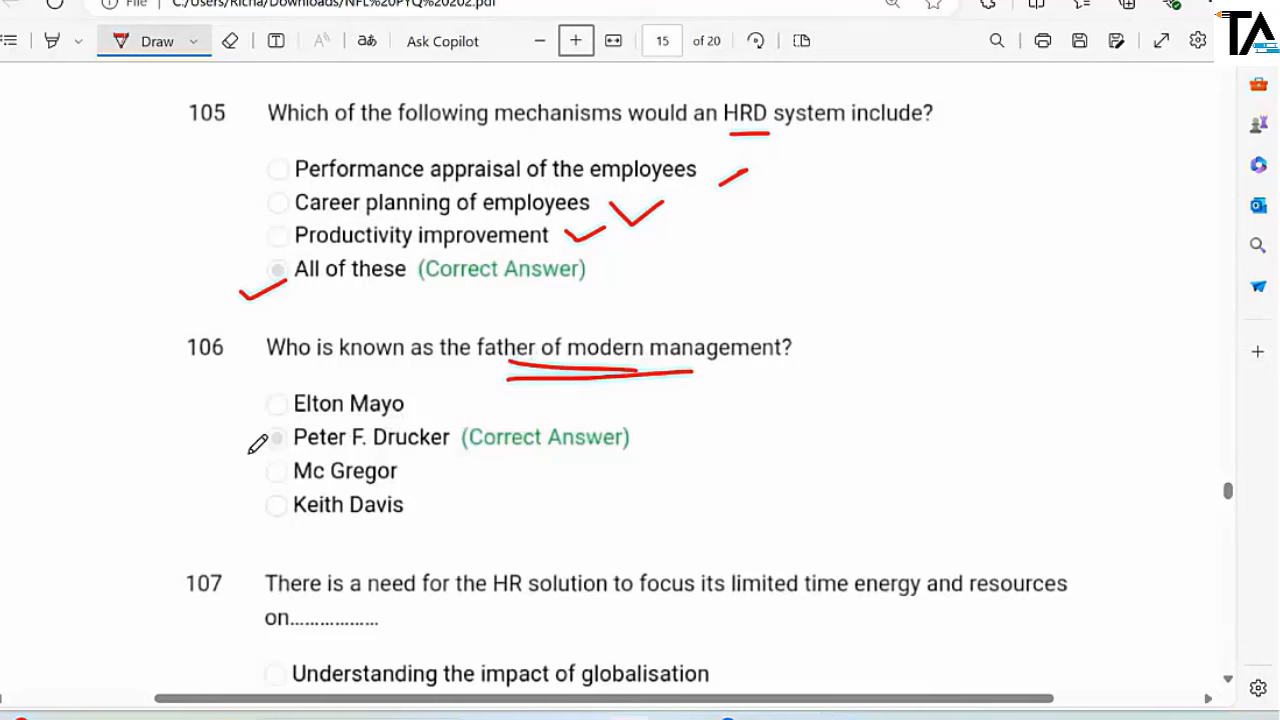 File C:/Users/Richa/Downloads/NFL%20PYQ%202.pdf
Draw Ask Copilot 15 of 20
TA
105 Which of the following mechanisms would an HRD system include?
Performance appraisal of the employees
Career planning of employees
Productivity improvement
All of these (Correct Answer)
106 Who is known as the father of modern management?
Elton Mayo
Peter F. Drucker (Correct Answer)
Mc Gregor
Keith Davis
107 There is a need for the HR solution to focus its limited time energy and resources
on..................
Understanding the impact of globalisation